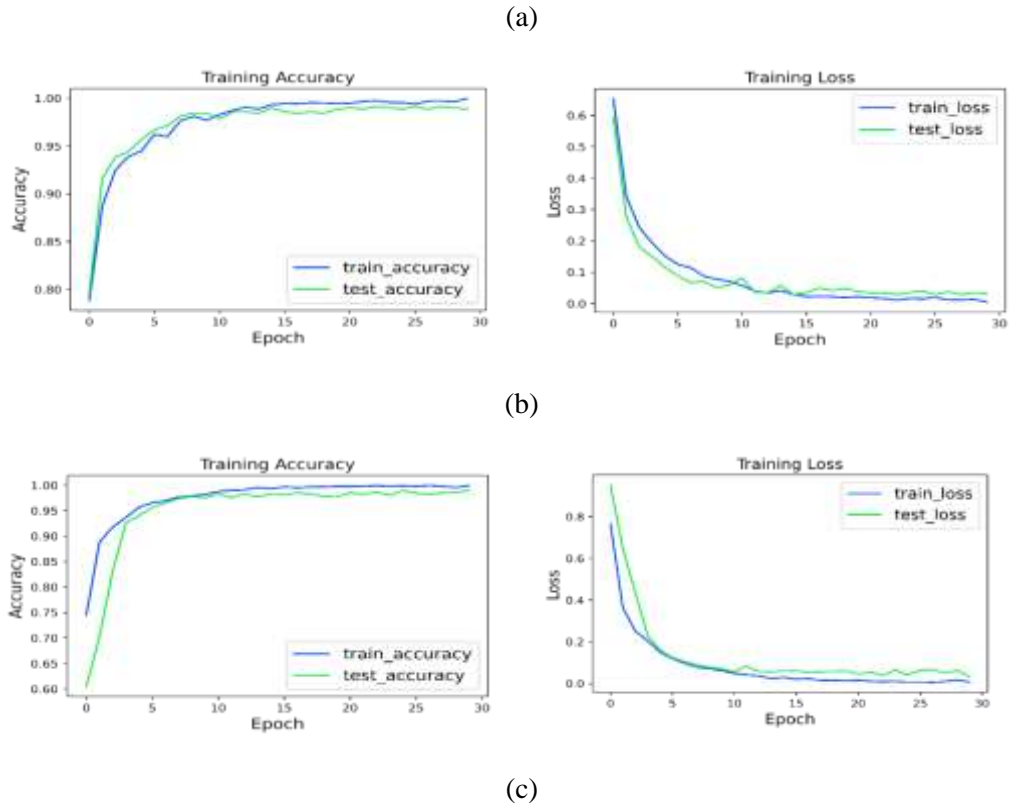 (a)
Training Accuracy
1.00
0.95
0.90
0.85
0.80
Accuracy
train_accuracy
test_accuracy
0 5 10 15 20 25 30
Epoch
Training Loss
0.6
0.5
0.4
0.3
0.2
0.1
0.0
Loss
train_loss
test_loss
0 5 10 15 20 25 30
Epoch
(b)
Training Accuracy
1.00
0.95
0.90
0.85
0.80
0.75
0.70
0.65
0.60
Accuracy
train_accuracy
test_accuracy
0 5 10 15 20 25 30
Epoch
Training Loss
0.8
0.6
0.4
0.2
0.0
Loss
train_loss
test_loss
0 5 10 15 20 25 30
Epoch
(c)